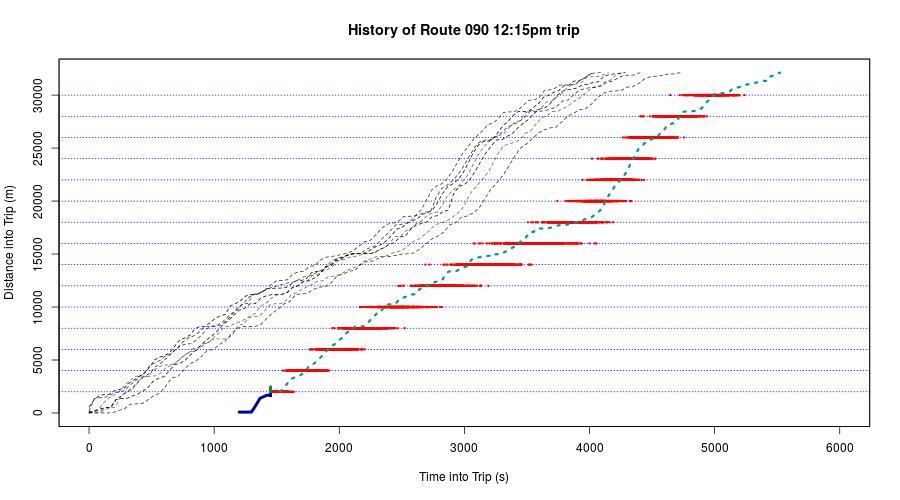 History of Route 090 12:15pm trip
Distance into Trip (m)
30000
25000
20000
15000
10000
5000
0
0 1000 2000 3000 4000 5000 6000
Time into Trip (s)